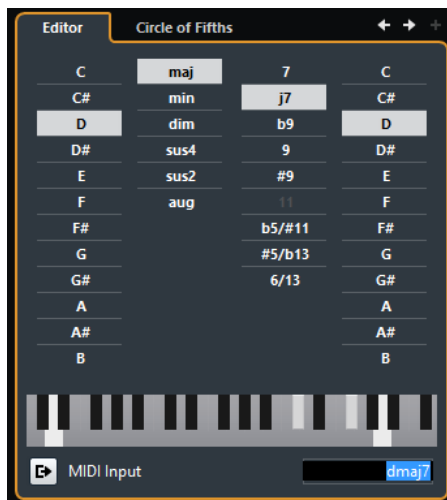 Editor Circle of Fifths
C maj 7 C
C# min j7 C#
D dim b9 D
D# sus4 9 D#
E sus2 #9 E
F aug 11 F
F# b5/#11 F#
G #5/b13 G
G# 6/13 G#
A A
A# A#
B B
MIDI Input dmaj7